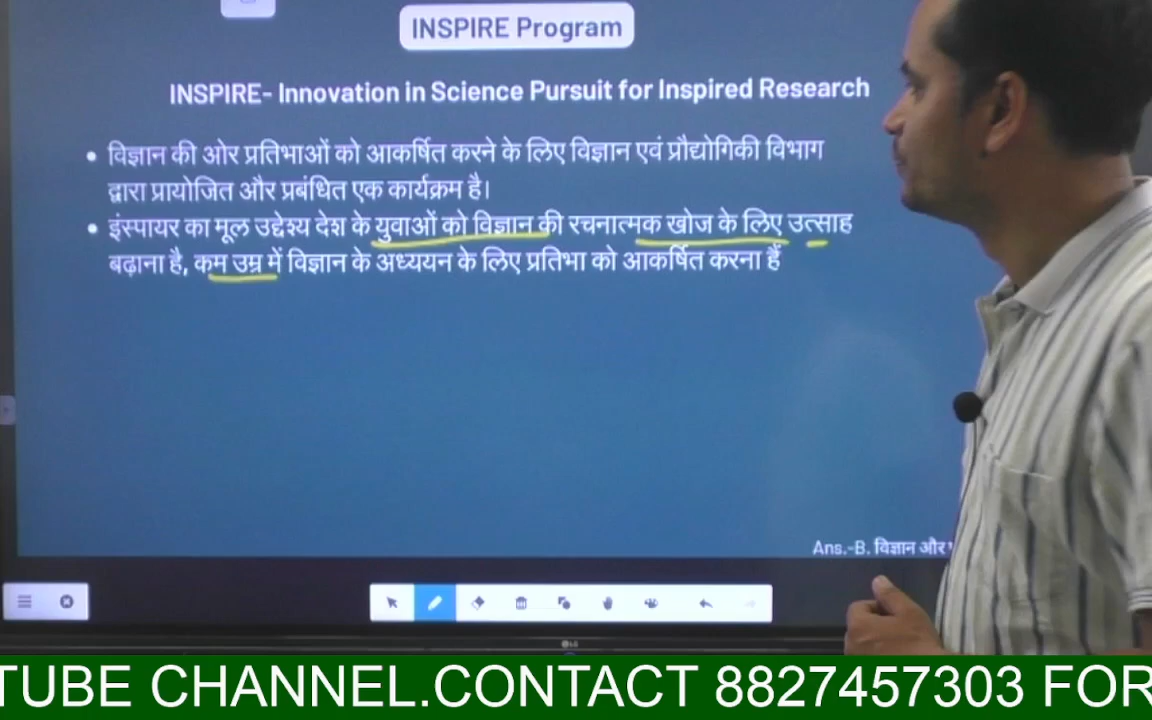 INSPIRE Program
INSPIRE- Innovation in Science Pursuit for Inspired Research
• विज्ञान की ओर प्रतिभाओं को आकर्षित करने के लिए विज्ञान एवं प्रौद्योगिकी विभाग
द्वारा प्रायोजित और प्रबंधित एक कार्यक्रम है।
• इंस्पायर का मूल उद्देश्य देश के युवाओं को विज्ञान की रचनात्मक खोज के लिए उत्साह
बढ़ाना है, कम उम्र में विज्ञान के अध्ययन के लिए प्रतिभा को आकर्षित करना हैं
Ans.-B. विज्ञान और
LG
TUBE CHANNEL.CONTACT 8827457303 FOR